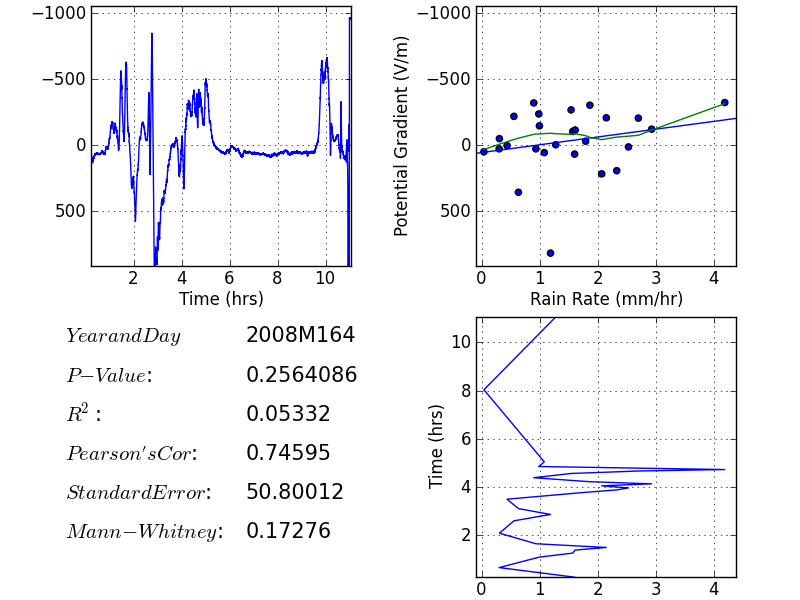 −1000
−500
0
500
2 4 6 8 10
Time (hrs)
Potential Gradient (V/m)
−1000
−500
0
500
0 1 2 3 4
Rain Rate (mm/hr)
YearandDay 2008M164
P−Value: 0.2564086
R²: 0.05332
Pearson'sCor: 0.74595
StandardError: 50.80012
Mann−Whitney: 0.17276
Time (hrs)
10
8
6
4
2
0 1 2 3 4